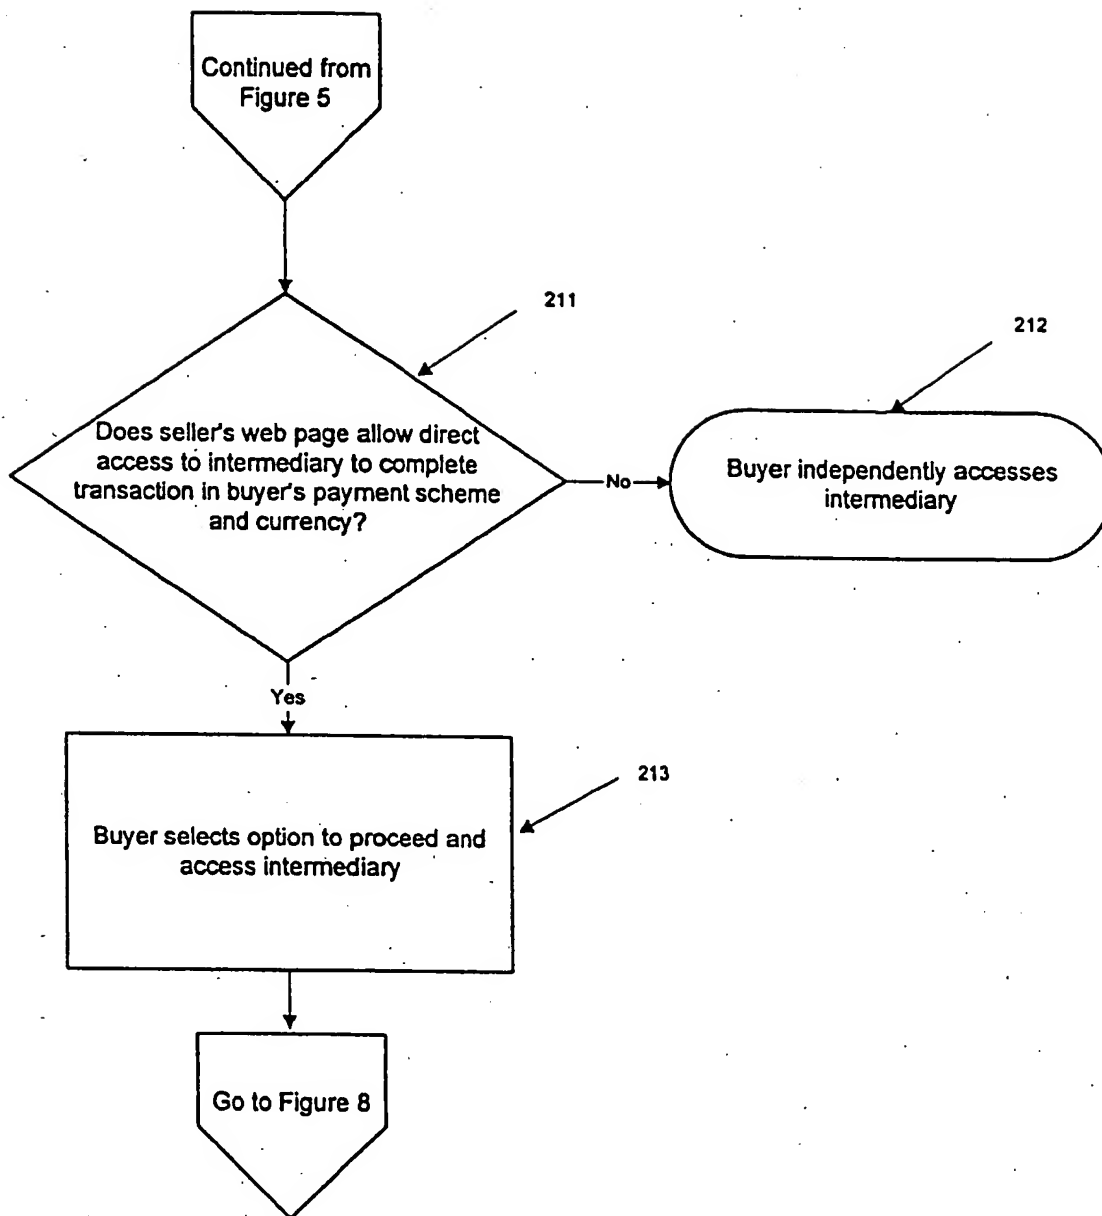 Continued from
Figure 5
211
212
Does seller's web page allow direct
access to intermediary to complete
transaction in buyer's payment scheme
and currency?
No
Buyer independently accesses
intermediary
Yes
213
Buyer selects option to proceed and
access intermediary
Go to Figure 8